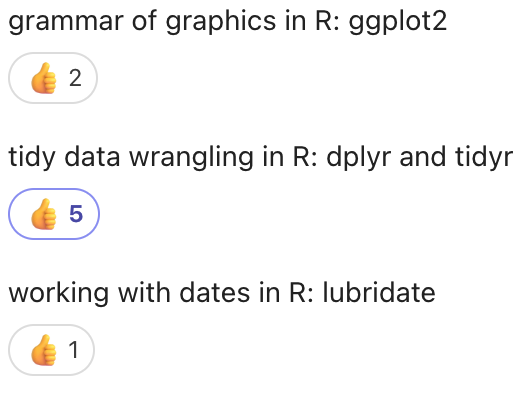 grammar of graphics in R: ggplot2
👍 2
tidy data wrangling in R: dplyr and tidyr
👍 5
working with dates in R: lubridate
👍 1